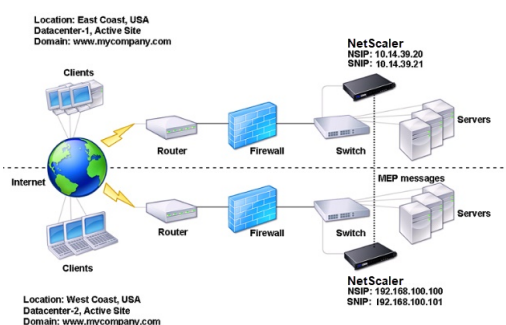 Location: East Coast, USA
Datacenter-1, Active Site
Domain: www.mycompany.com
NetScaler
NSIP: 10.14.39.20
SNIP: 10.14.39.21
Clients
Servers
Router
Firewall
Switch
Internet
MEP messages
Servers
Router
Firewall
Switch
Clients
NetScaler
NSIP: 192.168.100.100
SNIP: I92.168.100.101
Location: West Coast, USA
Datacenter-2, Active Site
Domain: www.mycompany.com